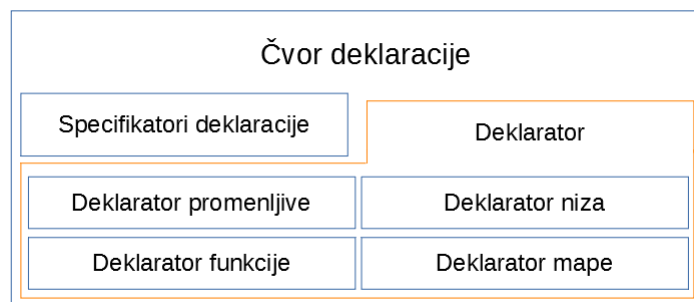 Čvor deklaracije
Specifikatori deklaracije
Deklarator
Deklarator promenljive
Deklarator niza
Deklarator funkcije
Deklarator mape